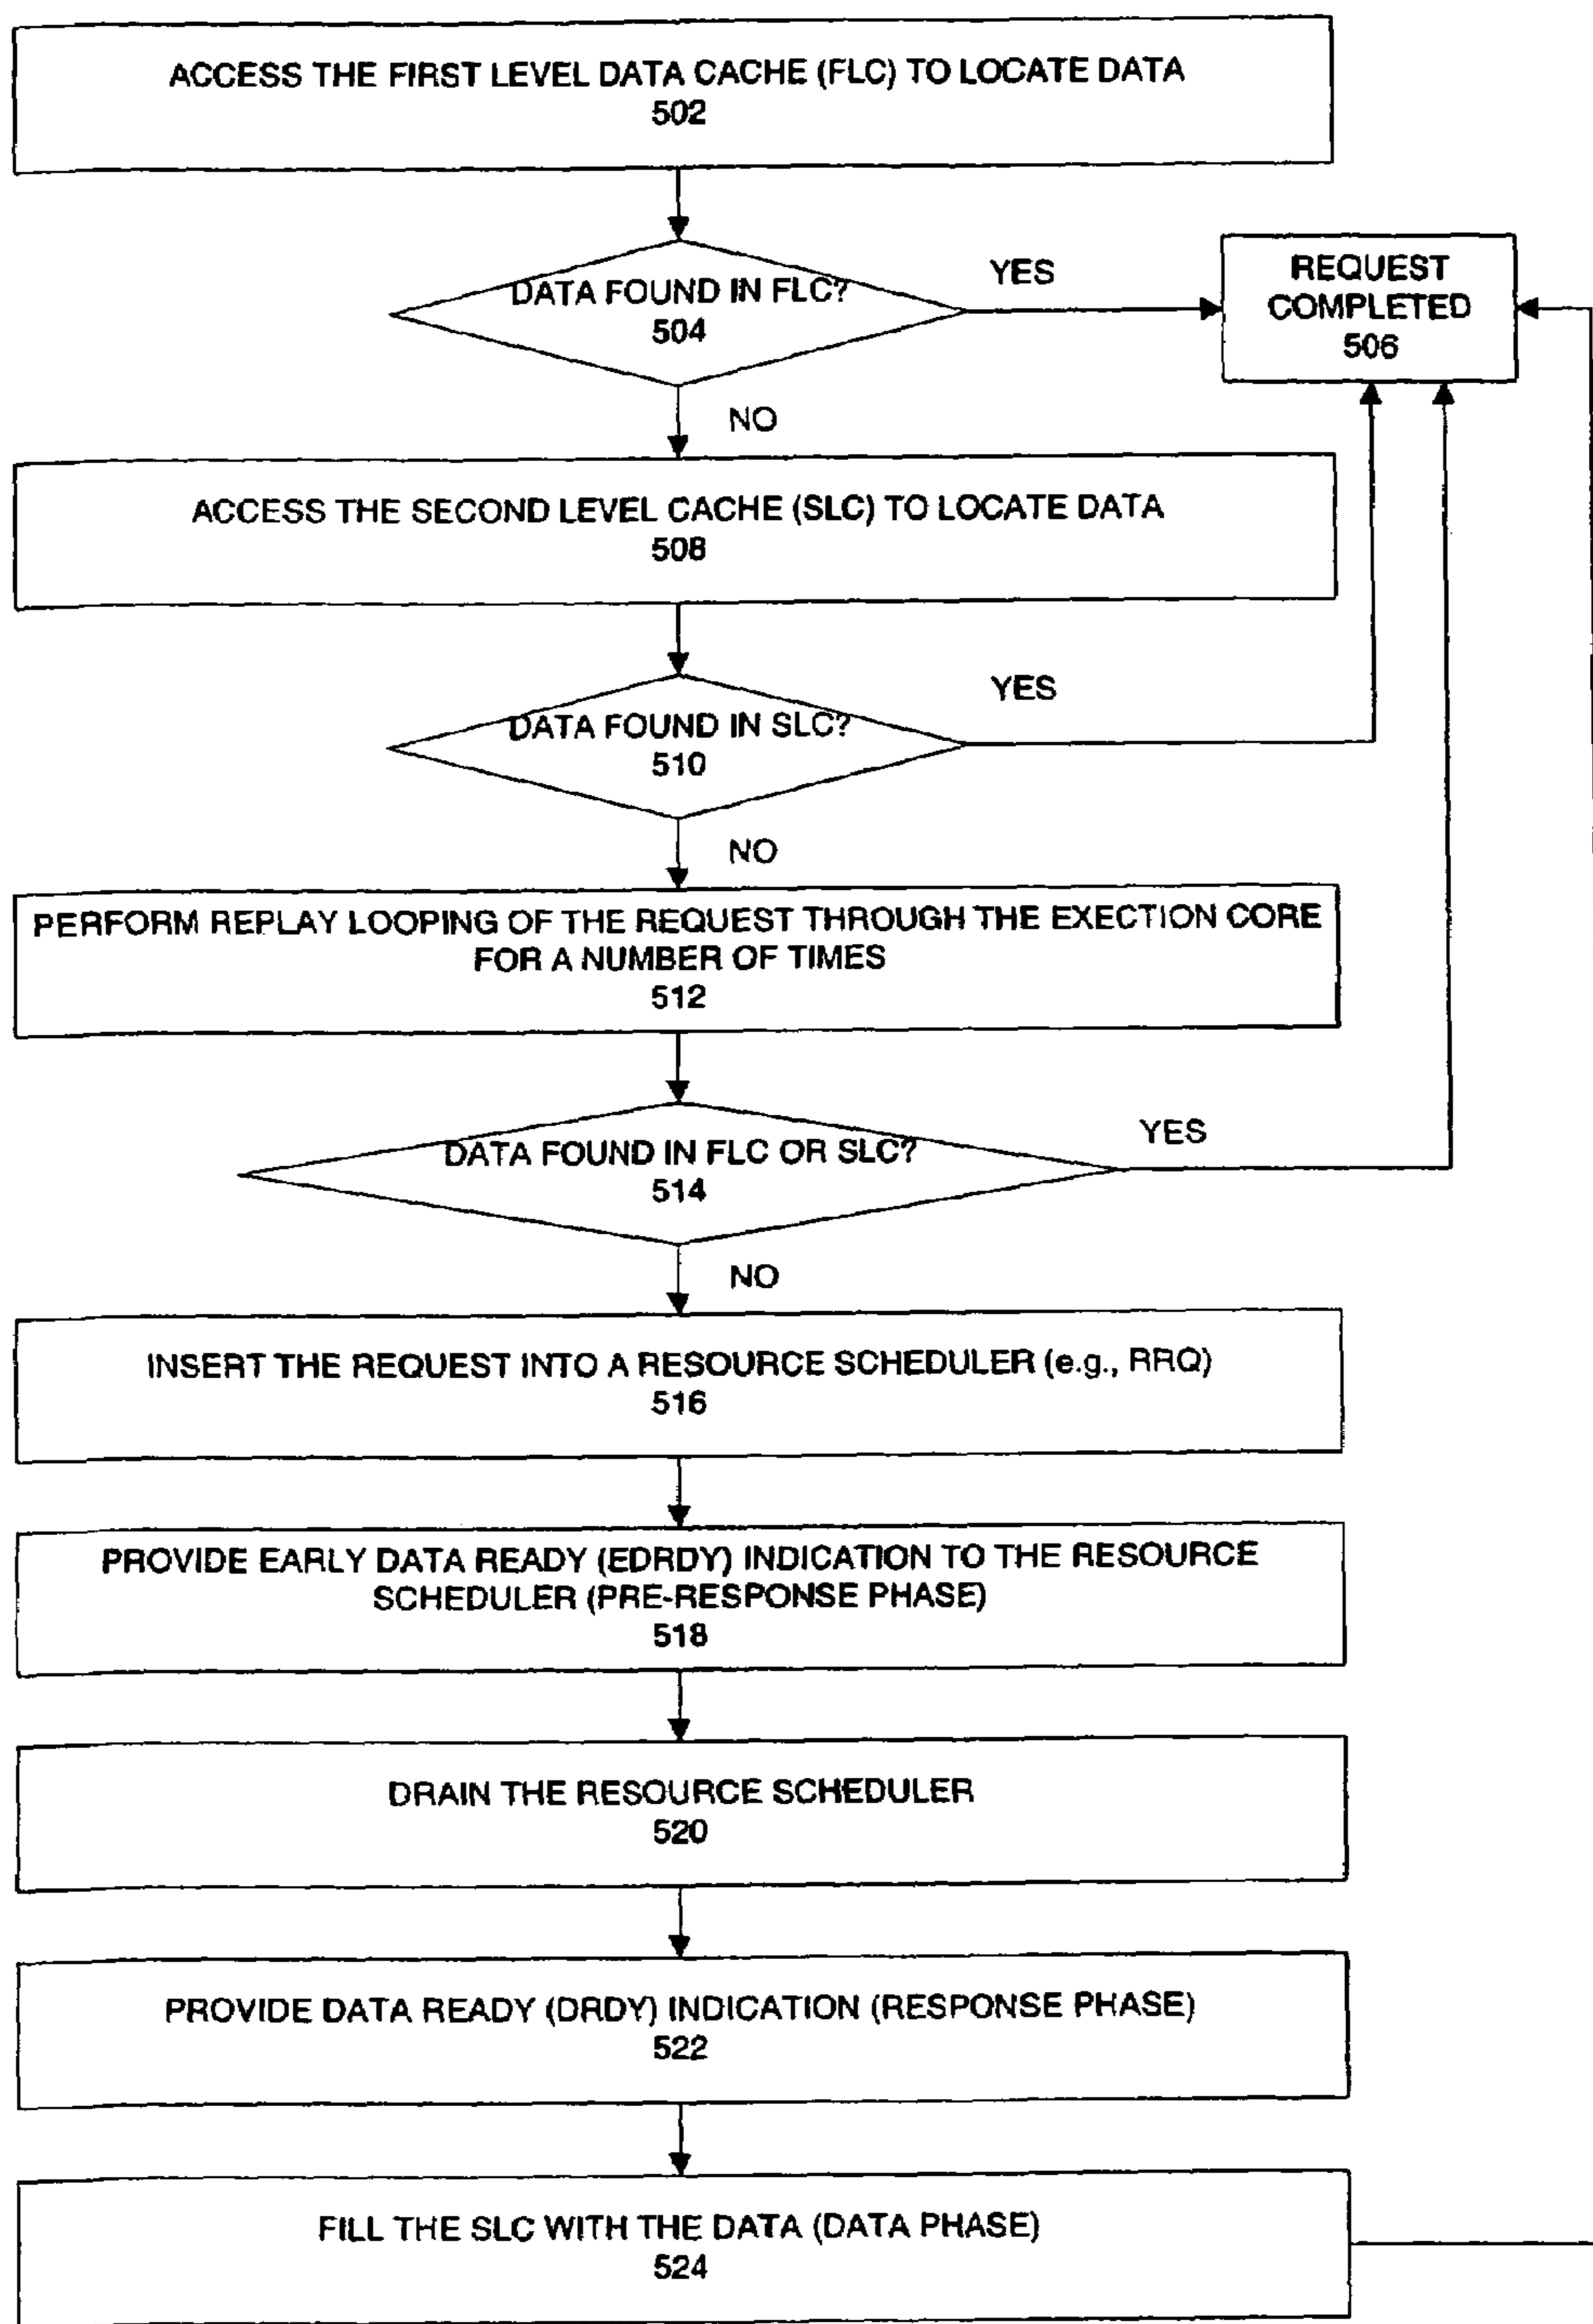 ACCESS THE FIRST LEVEL DATA CACHE (FLC) TO LOCATE DATA
502
DATA FOUND IN FLC?
504
YES
REQUEST
COMPLETED
506
NO
ACCESS THE SECOND LEVEL CACHE (SLC) TO LOCATE DATA
508
DATA FOUND IN SLC?
510
YES
NO
PERFORM REPLAY LOOPING OF THE REQUEST THROUGH THE EXECTION CORE
FOR A NUMBER OF TIMES
512
DATA FOUND IN FLC OR SLC?
514
YES
NO
INSERT THE REQUEST INTO A RESOURCE SCHEDULER (e.g., RRQ)
516
PROVIDE EARLY DATA READY (EDRDY) INDICATION TO THE RESOURCE
SCHEDULER (PRE-RESPONSE PHASE)
518
DRAIN THE RESOURCE SCHEDULER
520
PROVIDE DATA READY (DRDY) INDICATION (RESPONSE PHASE)
522
FILL THE SLC WITH THE DATA (DATA PHASE)
524